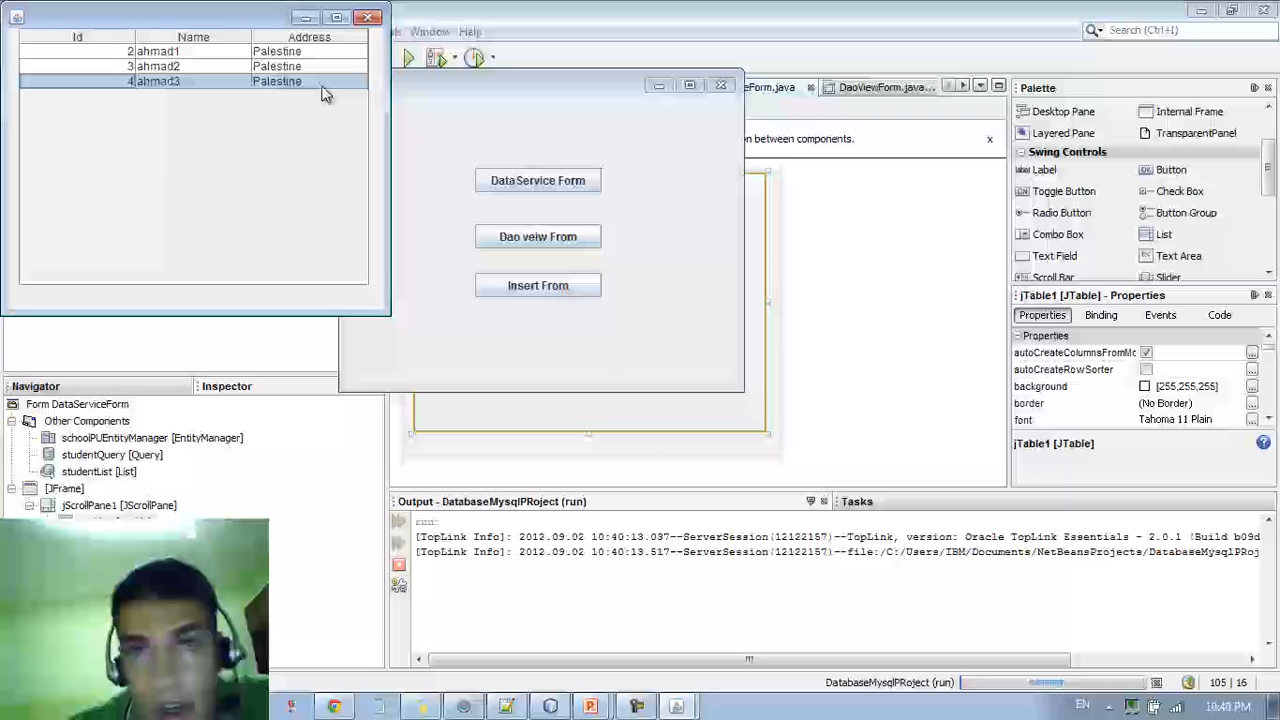 Id Name Address
2 ahmad1 Palestine
3 ahmad2 Palestine
4 ahmad3 Palestine
Window Help
Search (Ctrl+I)
eForm.java
DaoViewForm.java...
n between components.
x
DataService Form
Dao veiw From
Insert From
Palette
Desktop Pane Internal Frame
Layered Pane TransparentPanel
Swing Controls
Label Button
Toggle Button Check Box
Radio Button Button Group
Combo Box List
Text Field Text Area
Scroll Bar Slider
jTable1 [JTable] - Properties
Properties Binding Events Code
Properties
autoCreateColumnsFromMo
autoCreateRowSorter
background [255,255,255]
border (No Border)
font Tahoma 11 Plain
jTable1 [JTable]
Navigator Inspector
Form DataServiceForm
Other Components
schoolPUEntityManager [EntityManager]
studentQuery [Query]
studentList [List]
[JFrame]
jScrollPane1 [JScrollPane]
Output - DatabaseMysqlPRoject (run)
Tasks
run:
[TopLink Info]: 2012.09.02 10:40:13.037--ServerSession(12122157)--TopLink, version: Oracle TopLink Essentials - 2.0.1 (Build b09d
[TopLink Info]: 2012.09.02 10:40:13.517--ServerSession(12122157)--file:/C:/Users/IBM/Documents/NetBeansProjects/DatabaseMysqlPRoj
DatabaseMysqlPRoject (run)
105 | 16
EN
10:40 PM